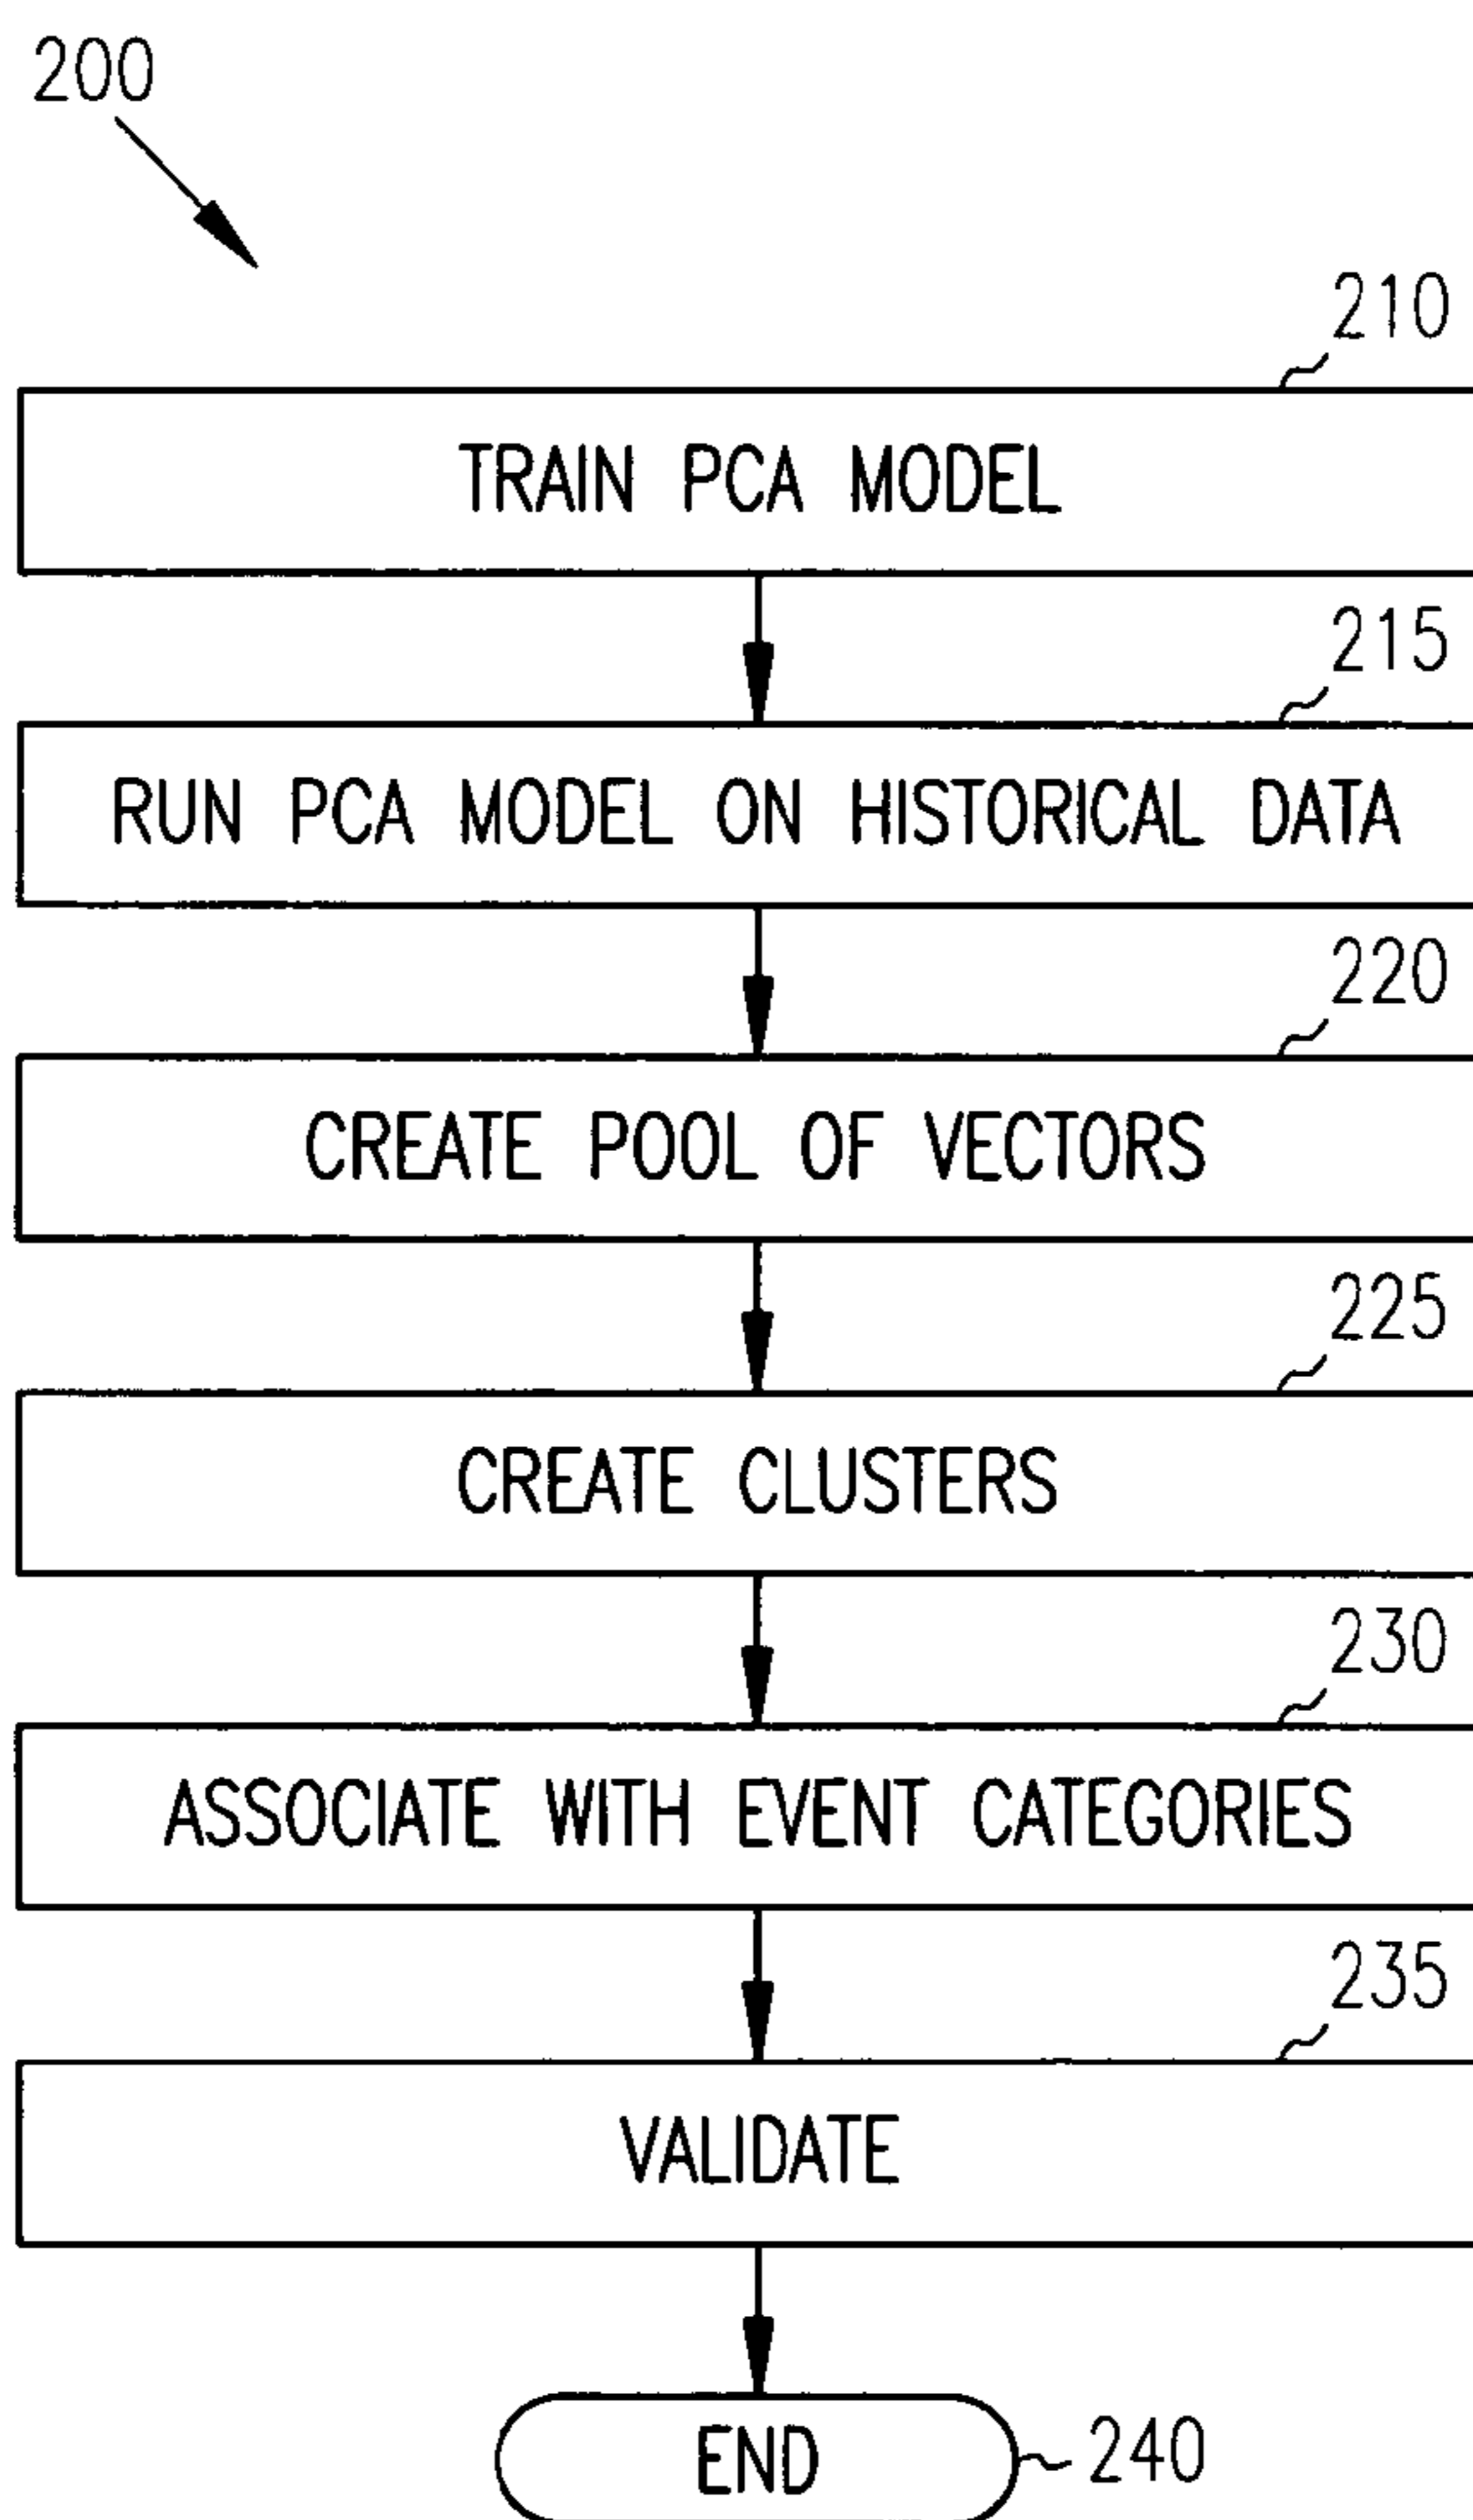 200
210
TRAIN PCA MODEL
215
RUN PCA MODEL ON HISTORICAL DATA
220
CREATE POOL OF VECTORS
225
CREATE CLUSTERS
230
ASSOCIATE WITH EVENT CATEGORIES
235
VALIDATE
END
240